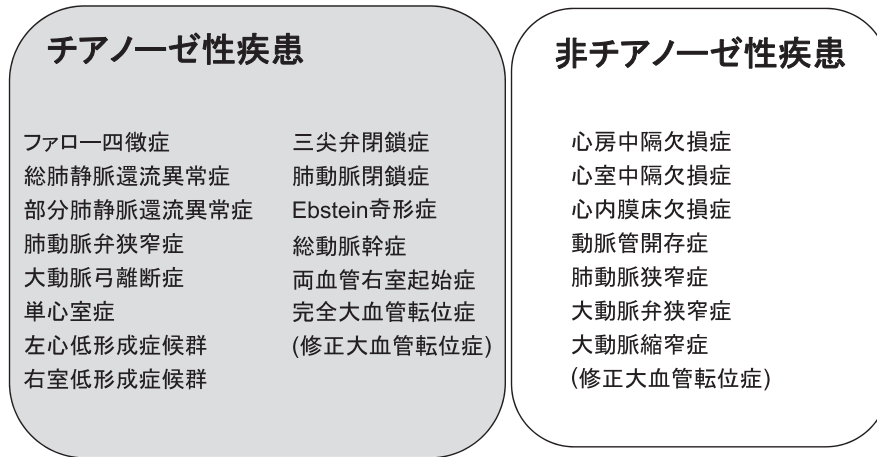 チアノーゼ性疾患
ファロー四徴症
総肺静脈還流異常症
部分肺静脈還流異常症
肺動脈弁狭窄症
大動脈弓離断症
単心室症
左心低形成症候群
右室低形成症候群
三尖弁閉鎖症
肺動脈閉鎖症
Ebstein奇形症
総動脈幹症
両血管右室起始症
完全大血管転位症
(修正大血管転位症)
非チアノーゼ性疾患
心房中隔欠損症
心室中隔欠損症
心内膜床欠損症
動脈管開存症
肺動脈狭窄症
大動脈弁狭窄症
大動脈縮窄症
(修正大血管転位症)